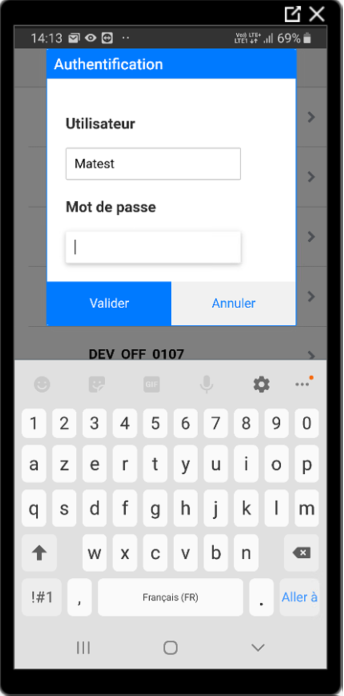 14:13 69%
Authentification
Utilisateur
Matest
Mot de passe
Valider Annuler
DEV_OFF_0107
1 2 3 4 5 6 7 8 9 0
a z e r t y u i o p
q s d f g h j k l m
w x c v b n
!#1 , Français (FR) . Aller à